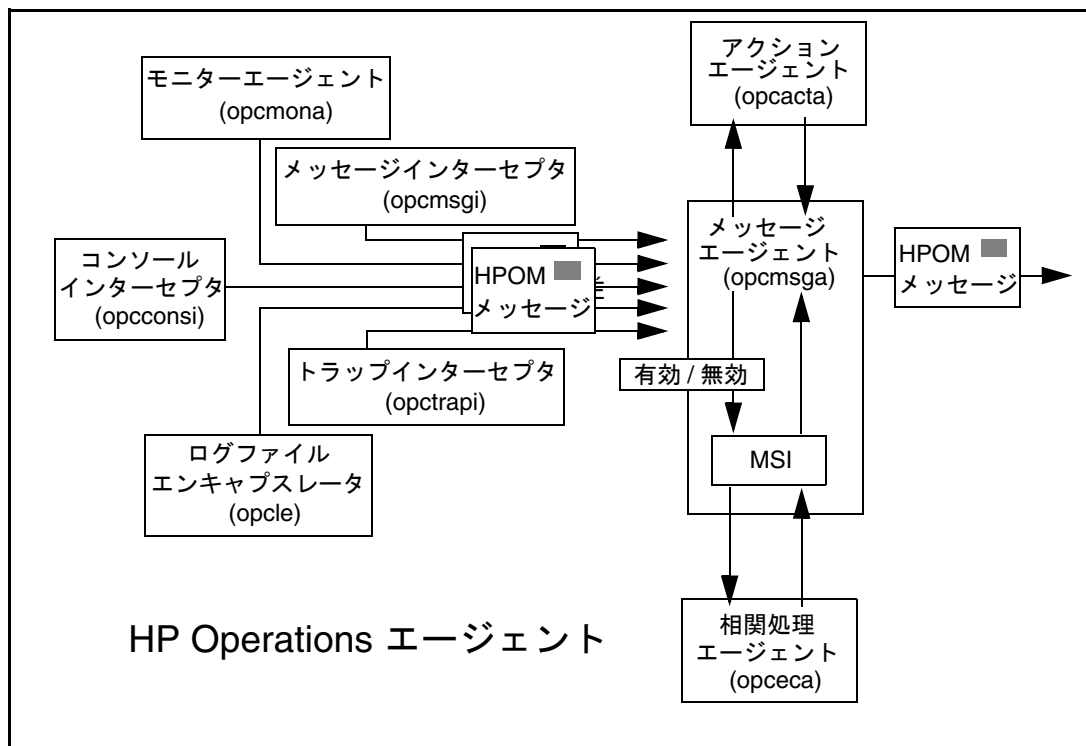 アクション
エージェント
(opcacta)
モニターエージェント
(opcmona)
メッセージインターセプタ
(opcmsgi)
メッセージ
エージェント
(opcmsga)
HPOM
メッセージ
コンソール
インターセプタ
(opcconsi)
HPOM
メッセージ
トラップインターセプタ
(opctrapi)
有効 / 無効
ログファイル
エンキャプスレータ
(opcle)
MSI
相関処理
エージェント
(opceca)
HP Operations エージェント